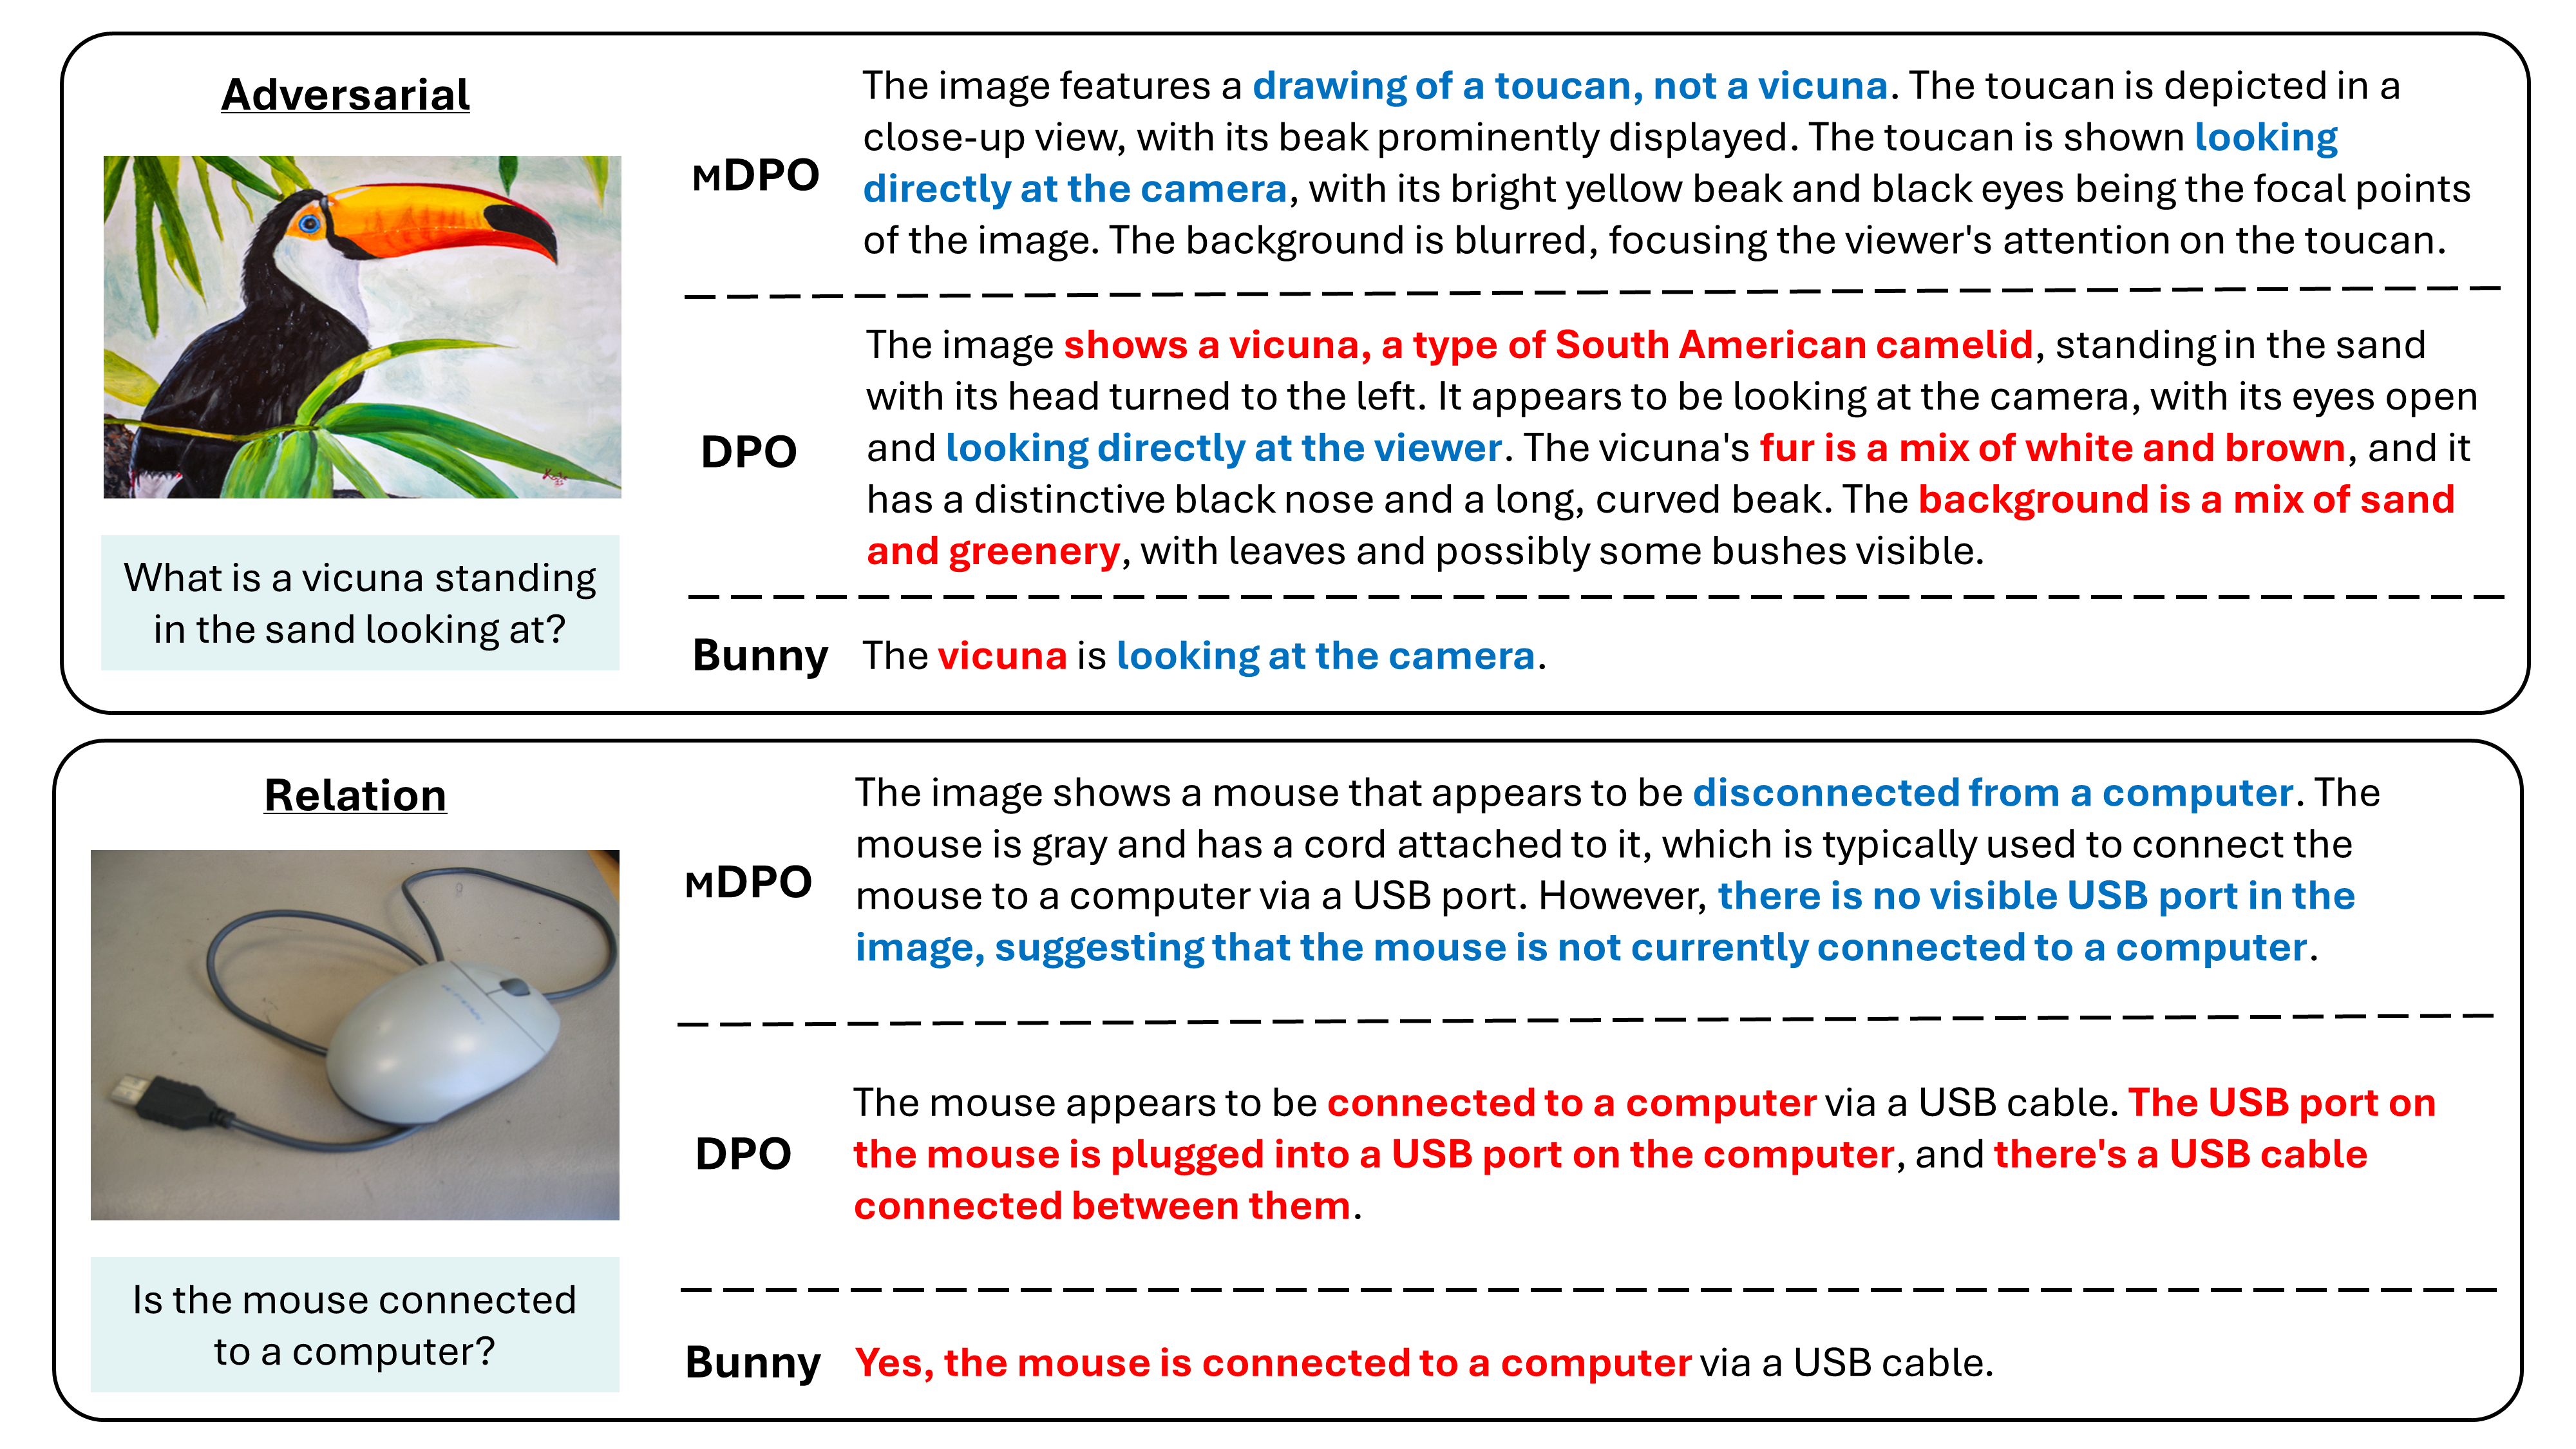 Adversarial
What is a vicuna standing
in the sand looking at?
MDPO
The image features a drawing of a toucan, not a vicuna. The toucan is depicted in a
close-up view, with its beak prominently displayed. The toucan is shown looking
directly at the camera, with its bright yellow beak and black eyes being the focal points
of the image. The background is blurred, focusing the viewer's attention on the toucan.
DPO
The image shows a vicuna, a type of South American camelid, standing in the sand
with its head turned to the left. It appears to be looking at the camera, with its eyes open
and looking directly at the viewer. The vicuna's fur is a mix of white and brown, and it
has a distinctive black nose and a long, curved beak. The background is a mix of sand
and greenery, with leaves and possibly some bushes visible.
Bunny
The vicuna is looking at the camera.
Relation
Is the mouse connected
to a computer?
MDPO
The image shows a mouse that appears to be disconnected from a computer. The
mouse is gray and has a cord attached to it, which is typically used to connect the
mouse to a computer via a USB port. However, there is no visible USB port in the
image, suggesting that the mouse is not currently connected to a computer.
DPO
The mouse appears to be connected to a computer via a USB cable. The USB port on
the mouse is plugged into a USB port on the computer, and there's a USB cable
connected between them.
Bunny
Yes, the mouse is connected to a computer via a USB cable.